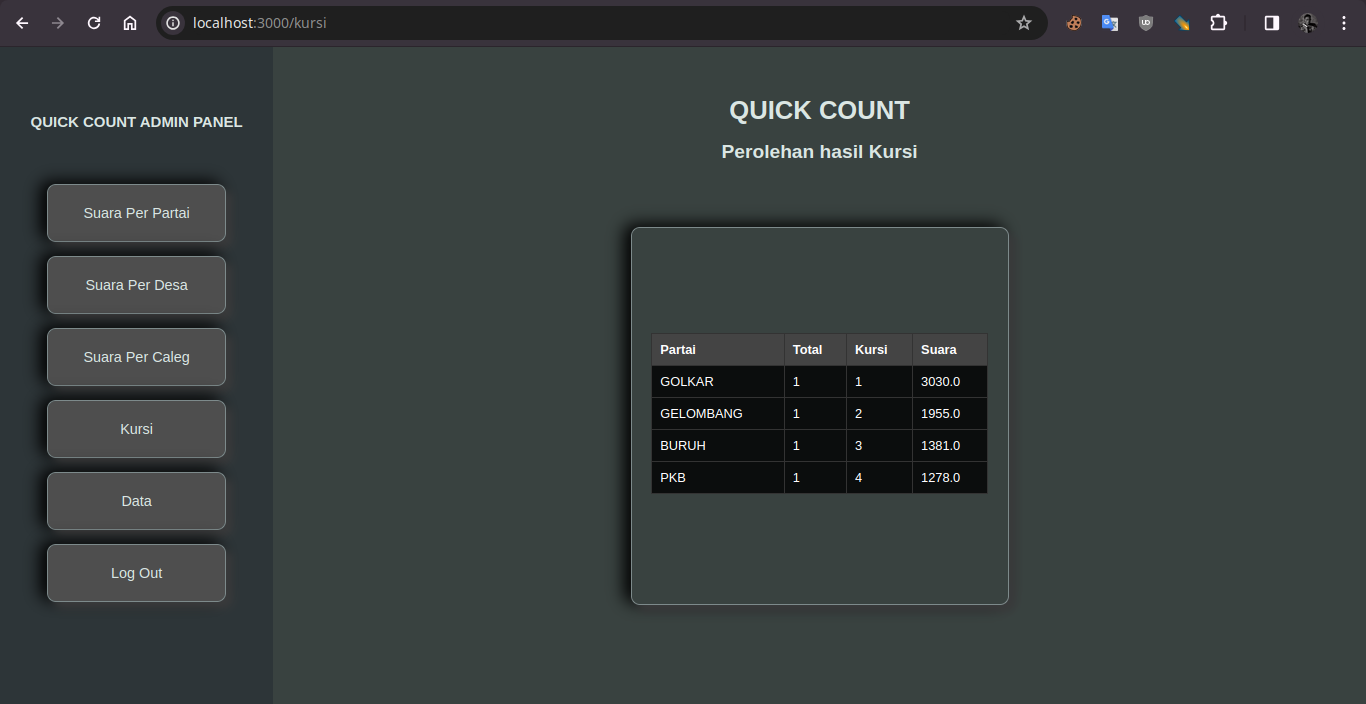 localhost:3000/kursi
QUICK COUNT ADMIN PANEL
Suara Per Partai
Suara Per Desa
Suara Per Caleg
Kursi
Data
Log Out
QUICK COUNT
Perolehan hasil Kursi
Partai Total Kursi Suara
GOLKAR 1 1 3030.0
GELOMBANG 1 2 1955.0
BURUH 1 3 1381.0
PKB 1 4 1278.0